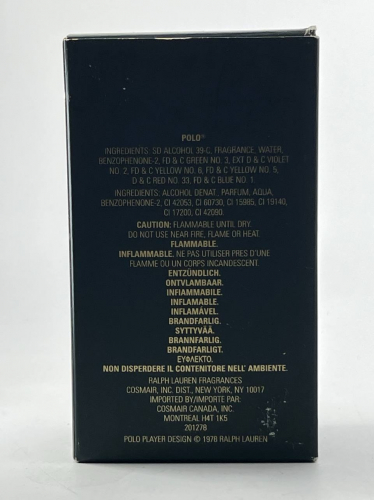 POLO™
INGREDIENTS: SD ALCOHOL 39-C, FRAGRANCE, WATER,
BENZOPHENONE-2, FD & C GREEN NO. 3, EXT D & C VIOLET
NO. 2, FD & C YELLOW NO. 6, FD & C YELLOW NO. 5,
D & C RED NO. 33, FD & C BLUE NO. 1.
INGREDIENTS: ALCOHOL DENAT., PARFUM, AQUA,
BENZOPHENONE-2, CI 42053, CI 60730, CI 15985, CI 19140,
CI 17200, CI 42090.
CAUTION: FLAMMABLE UNTIL DRY.
DO NOT USE NEAR FIRE, FLAME OR HEAT.
FLAMMABLE.
INFLAMMABLE. NE PAS UTILISER PRES D'UNE
FLAMME OU UN CORPS INCANDESCENT.
ENTZÜNDLICH.
ONTVLAMBAAR.
INFIAMMABILE.
INFLAMABLE.
INFLAMÁVEL.
BRANDFARLIG.
SYTTYVÄÄ.
BRANNFARLIG.
BRANDFARLIGT.
ΕΥΦΛΕΚΤΟ.
NON DISPERDERE IL CONTENITORE NELL' AMBIENTE.
RALPH LAUREN FRAGRANCES
COSMAIR, INC. DIST., NEW YORK, NY 10017
IMPORTED BY/IMPORTE PAR:
COSMAIR CANADA, INC.
MONTREAL H4T 1K5
201278
POLO PLAYER DESIGN © 1978 RALPH LAUREN